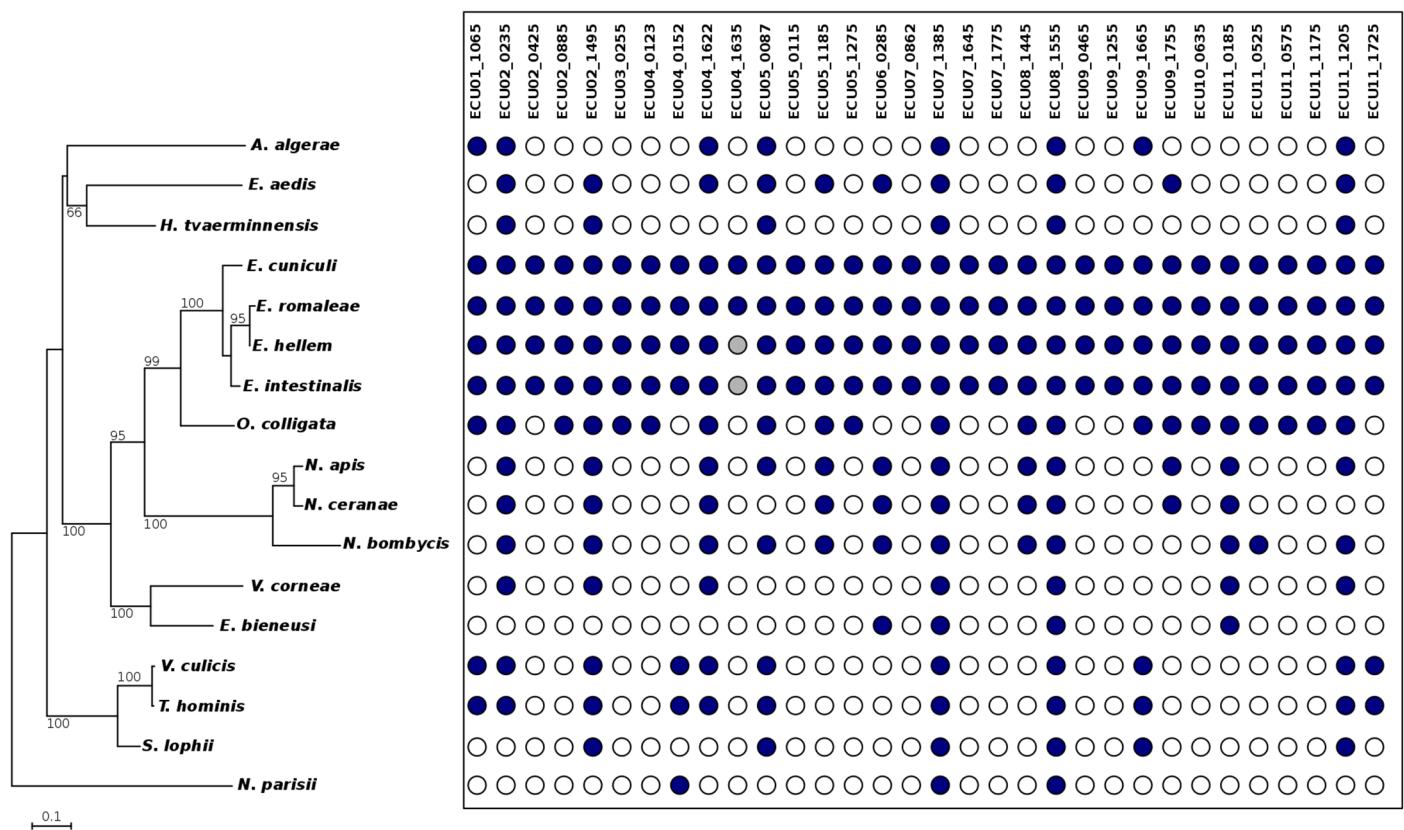 ECU01_1065
ECU02_0235
ECU02_0425
ECU02_0885
ECU02_1495
ECU03_0255
ECU04_0123
ECU04_0152
ECU04_1622
ECU04_1635
ECU05_0087
ECU05_0115
ECU05_1185
ECU05_1275
ECU06_0285
ECU07_0862
ECU07_1385
ECU07_1645
ECU07_1775
ECU08_1445
ECU08_1555
ECU09_0465
ECU09_1255
ECU09_1665
ECU09_1755
ECU10_0635
ECU11_0185
ECU11_0525
ECU11_0575
ECU11_1175
ECU11_1205
ECU11_1725
A. algerae
E. aedis
66
H. tvaerminnensis
E. cuniculi
100
E. romaleae
95
E. hellem
99
E. intestinalis
O. colligata
95
N. apis
95
N. ceranae
100
100
N. bombycis
V. corneae
100
E. bieneusi
V. culicis
100
T. hominis
100
S. lophii
N. parisii
0.1